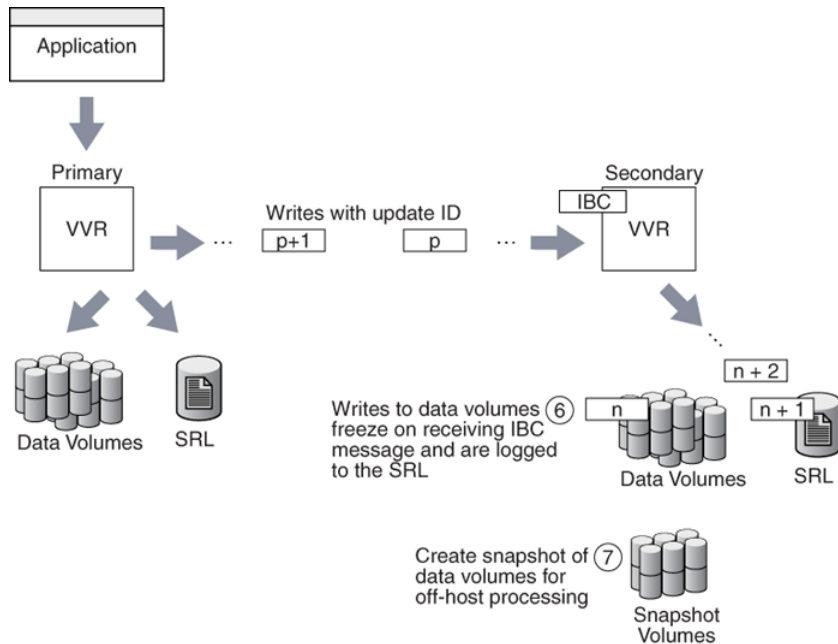 Application
Primary
Secondary
IBC
VVR
Writes with update ID
VVR
...
p+1
p
...
...
n + 2
Writes to data volumes 6
n
n + 1
freeze on receiving IBC
message and are logged
to the SRL
Data Volumes
SRL
Data Volumes
SRL
Create snapshot of 7
data volumes for
off-host processing
Snapshot
Volumes